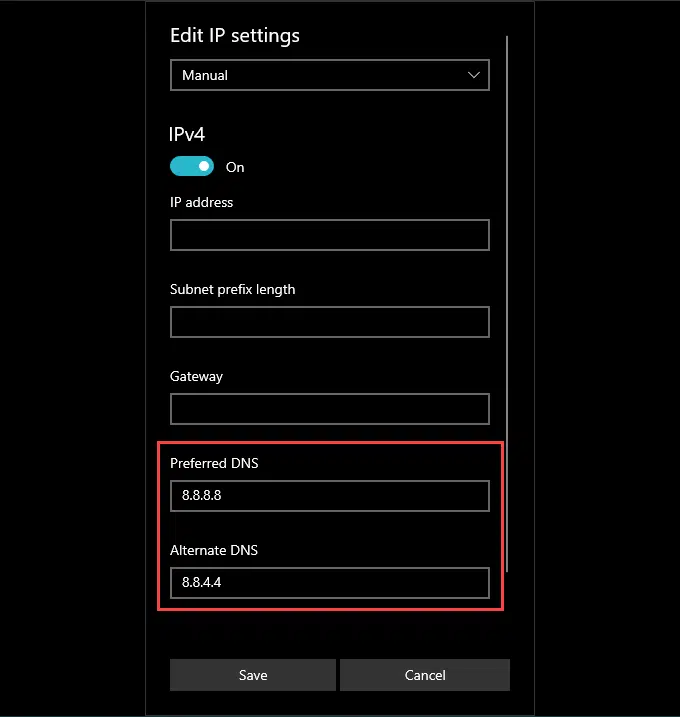 Edit IP settings
Manual
IPv4
On
IP address
Subnet prefix length
Gateway
Preferred DNS
8.8.8.8
Alternate DNS
8.8.4.4
Save Cancel